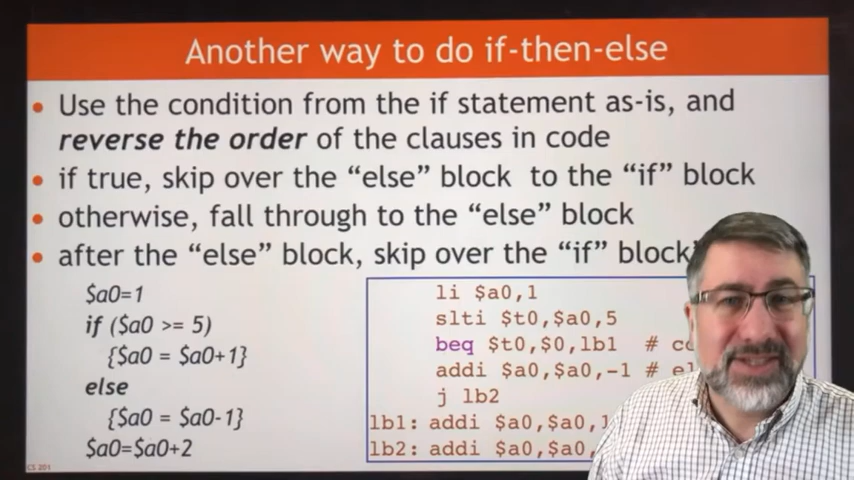 Another way to do if-then-else
• Use the condition from the if statement as-is, and
reverse the order of the clauses in code
• if true, skip over the “else” block to the “if” block
• otherwise, fall through to the “else” block
• after the “else” block, skip over the “if” block
$a0=1
if ($a0 >= 5)
{$a0 = $a0+1}
else
{$a0 = $a0-1}
$a0=$a0+2
li $a0,1
slti $t0,$a0,5
beq $t0,$0,lb1 #
addi $a0,$a0,-1 #
j lb2
lb1: addi $a0,$a0,
lb2: addi $a0,$a0,
CS 201